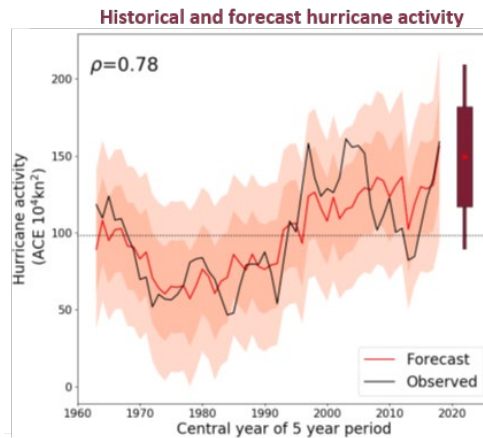 Historical and forecast hurricane activity
ρ=0.78
Hurricane activity
(ACE 10⁴kn²)
200
150
100
50
0
1960 1970 1980 1990 2000 2010 2020
Central year of 5 year period
Forecast
Observed